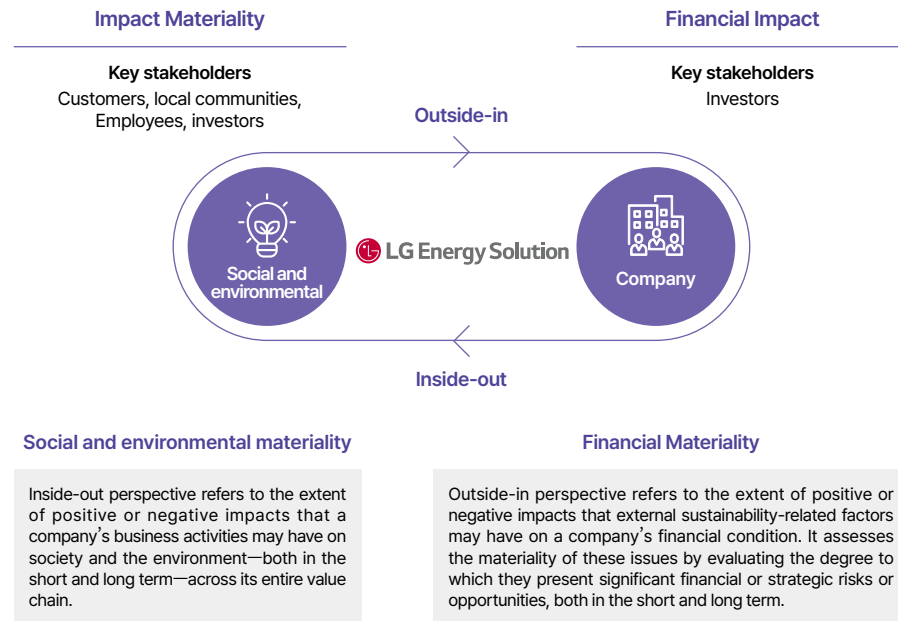 Impact Materiality
Financial Impact
Key stakeholders
Customers, local communities,
Employees, investors
Key stakeholders
Investors
Outside-in
Social and
environmental
LG Energy Solution
Company
Inside-out
Social and environmental materiality
Inside-out perspective refers to the extent
of positive or negative impacts that a
company's business activities may have on
society and the environment—both in the
short and long term—across its entire value
chain.
Financial Materiality
Outside-in perspective refers to the extent of positive or
negative impacts that external sustainability-related factors
may have on a company's financial condition. It assesses
the materiality of these issues by evaluating the degree to
which they present significant financial or strategic risks or
opportunities, both in the short and long term.